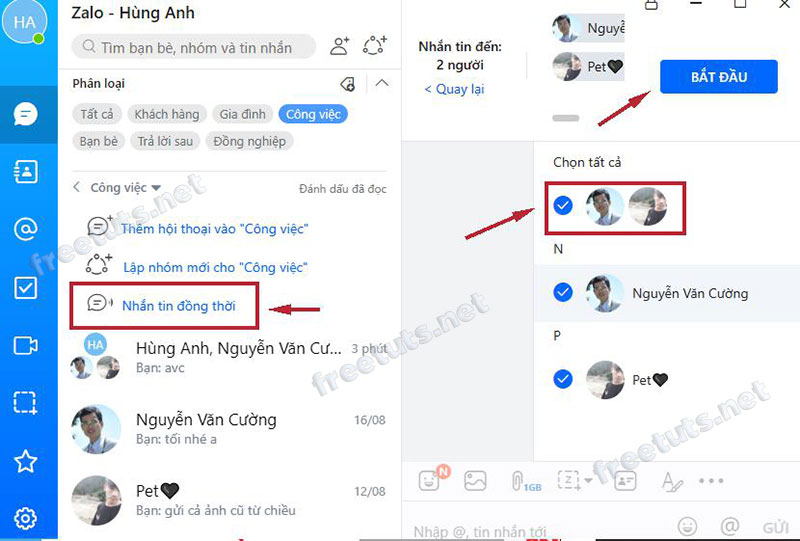 HA
Zalo - Hùng Anh
Tìm bạn bè, nhóm và tin nhắn
Phân loại
Tất cả
Khách hàng
Gia đình
Công việc
Bạn bè
Trả lời sau
Đồng nghiệp
Công việc
Đánh dấu đã đọc
Thêm hội thoại vào "Công việc"
Lập nhóm mới cho "Công việc"
Nhắn tin đồng thời
HA
Hùng Anh, Nguyễn Văn Cư...
3 phút
Bạn: avc
Nguyễn Văn Cường
16/08
Bạn: tối nhé a
Pet🖤
12/08
Bạn: gửi cả ảnh cũ từ chiều
Nhắn tin đến:
2 người
< Quay lại
Nguyễ
Pet🖤
BẮT ĐẦU
Chọn tất cả
N
Nguyễn Văn Cường
P
Pet🖤
N
1GB
Nhập @, tin nhắn tới
GỬI
freetuts.net
freetuts.net
freetuts.net